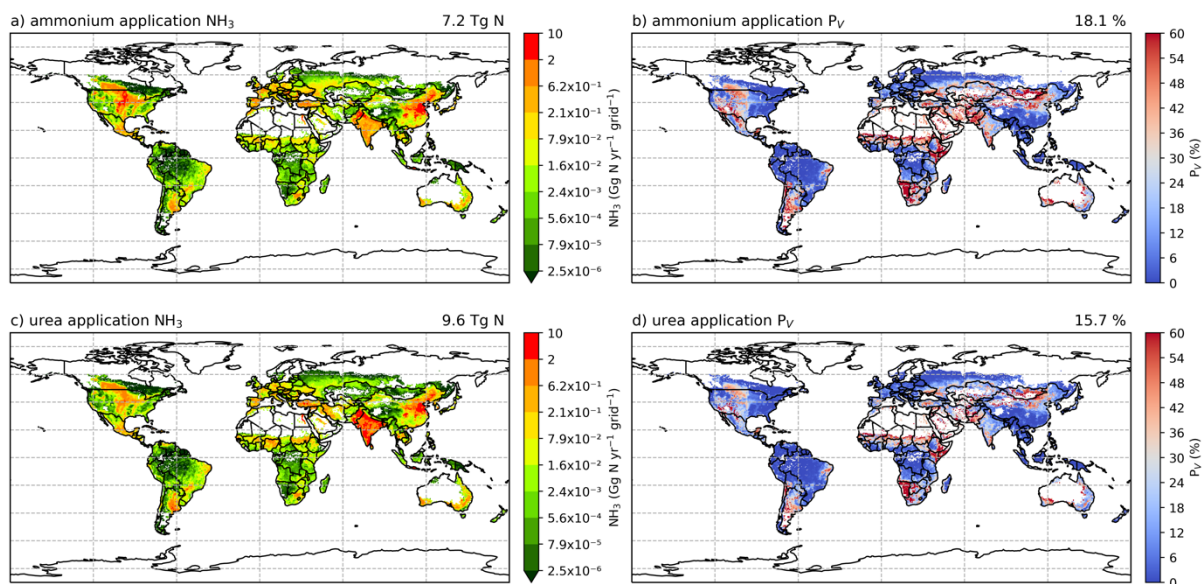 a) ammonium application NH₃ 7.2 Tg N
10
2
6.2x10⁻¹
2.1x10⁻¹
7.9x10⁻²
1.6x10⁻²
2.4x10⁻³
5.6x10⁻⁴
7.9x10⁻⁵
2.5x10⁻⁶
NH₃ (Gg N yr⁻¹ grid⁻¹)
b) ammonium application P_V 18.1 %
60
54
48
42
36
30
24
18
12
6
0
P_V (%)
c) urea application NH₃ 9.6 Tg N
10
2
6.2x10⁻¹
2.1x10⁻¹
7.9x10⁻²
1.6x10⁻²
2.4x10⁻³
5.6x10⁻⁴
7.9x10⁻⁵
2.5x10⁻⁶
NH₃ (Gg N yr⁻¹ grid⁻¹)
d) urea application P_V 15.7 %
60
54
48
42
36
30
24
18
12
6
0
P_V (%)